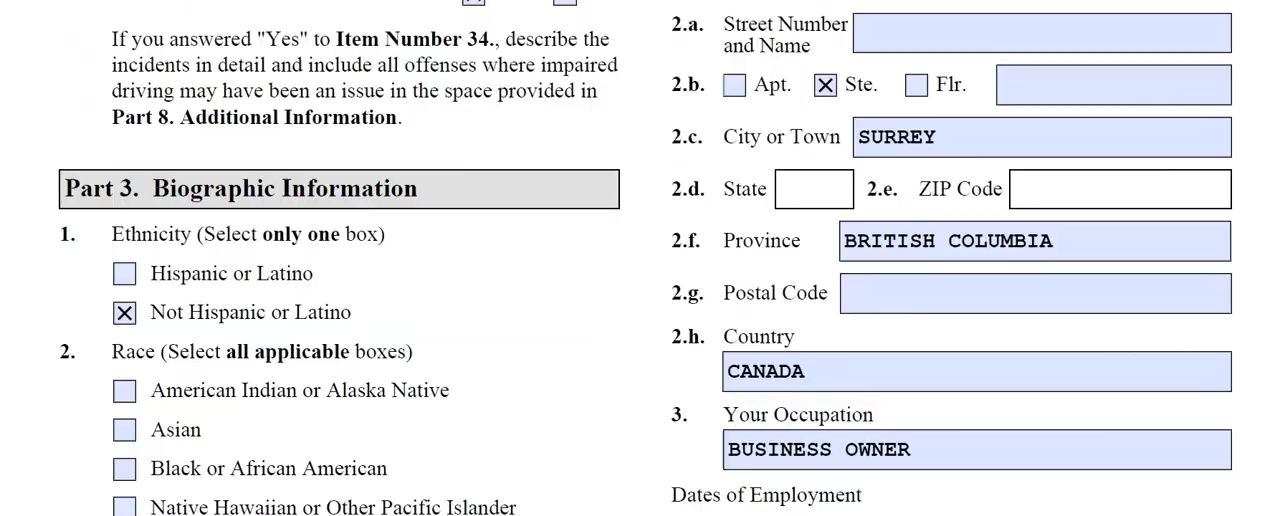 If you answered "Yes" to Item Number 34., describe the
incidents in detail and include all offenses where impaired
driving may have been an issue in the space provided in
Part 8. Additional Information.
Part 3. Biographic Information
1. Ethnicity (Select only one box)
Hispanic or Latino
Not Hispanic or Latino
2. Race (Select all applicable boxes)
American Indian or Alaska Native
Asian
Black or African American
Native Hawaiian or Other Pacific Islander
2.a. Street Number
and Name
2.b. Apt. Ste. Flr.
2.c. City or Town SURREY
2.d. State 2.e. ZIP Code
2.f. Province BRITISH COLUMBIA
2.g. Postal Code
2.h. Country
CANADA
3. Your Occupation
BUSINESS OWNER
Dates of Employment